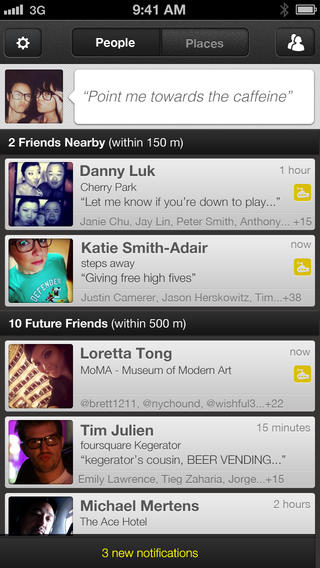 3G
9:41 AM
People
Places
“Point me towards the caffeine”
2 Friends Nearby (within 150 m)
Danny Luk
1 hour
Cherry Park
“Let me know if you're down to play...”
Janie Chu, Jay Lin, Peter Smith, Anthony... +15
Katie Smith-Adair
now
steps away
“Giving free high fives”
Justin Camerer, Jason Herskowitz, Tim...+38
10 Future Friends (within 500 m)
Loretta Tong
now
MoMA - Museum of Modern Art
@brett1211, @nychound, @wishful3...+22
Tim Julien
15 minutes
foursquare Kegerator
“kegerator's cousin, BEER VENDING...”
Emily Lawrence, Tieg Zaharia, Jorge... +15
Michael Mertens
2 hours
The Ace Hotel
3 new notifications